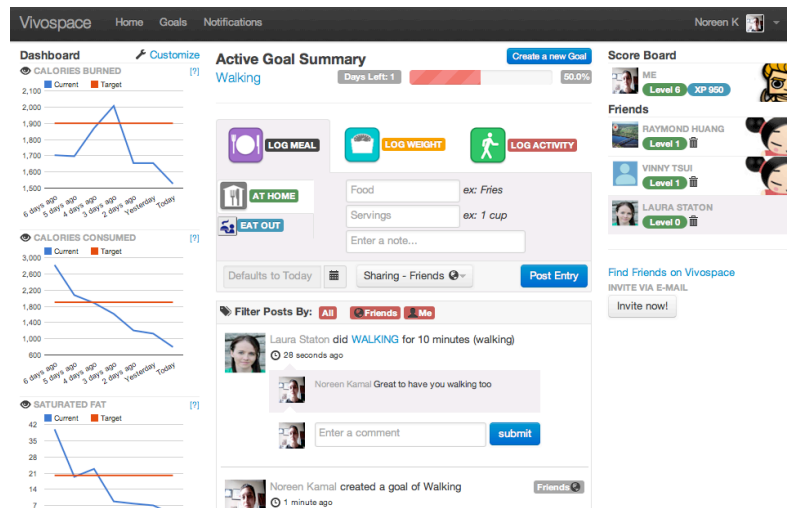 Vivospace Home Goals Notifications Noreen K
Dashboard Customize
CALORIES BURNED [?]
Current Target
2,100
2,000
1,900
1,800
1,700
1,600
1,500
6 days ago 5 days ago 4 days ago 3 days ago 2 days ago Yesterday Today
CALORIES CONSUMED [?]
Current Target
3,000
2,600
2,200
1,800
1,400
1,000
600
6 days ago 5 days ago 4 days ago 3 days ago 2 days ago Yesterday Today
SATURATED FAT [?]
Current Target
42
35
28
21
14
7
Active Goal Summary Create a new Goal
Walking Days Left: 1 50.0%
LOG MEAL LOG WEIGHT LOG ACTIVITY
AT HOME
EAT OUT
Food ex: Fries
Servings ex: 1 cup
Enter a note...
Defaults to Today Sharing - Friends Post Entry
Filter Posts By: All Friends Me
Laura Staton did WALKING for 10 minutes (walking)
28 seconds ago
Noreen Kamal Great to have you walking too
Enter a comment submit
Noreen Kamal created a goal of Walking Friends
1 minute ago
Score Board
ME
Level 6 XP 950
Friends
RAYMOND HUANG
Level 1
VINNY TSUI
Level 1
LAURA STATON
Level 0
Find Friends on Vivospace
INVITE VIA E-MAIL
Invite now!